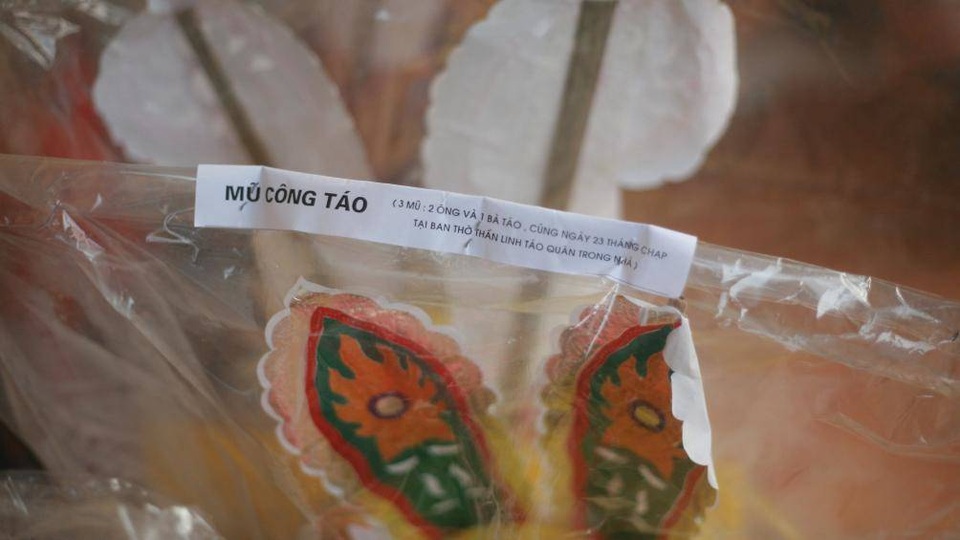 MŨ CÔNG TÁO
( 3 MŨ : 2 ÔNG VÀ 1 BÀ TÁO , CÚNG NGÀY 23 THÁNG CHẠP
TẠI BAN THỜ THẦN LINH TÁO QUÂN TRONG NHÀ )